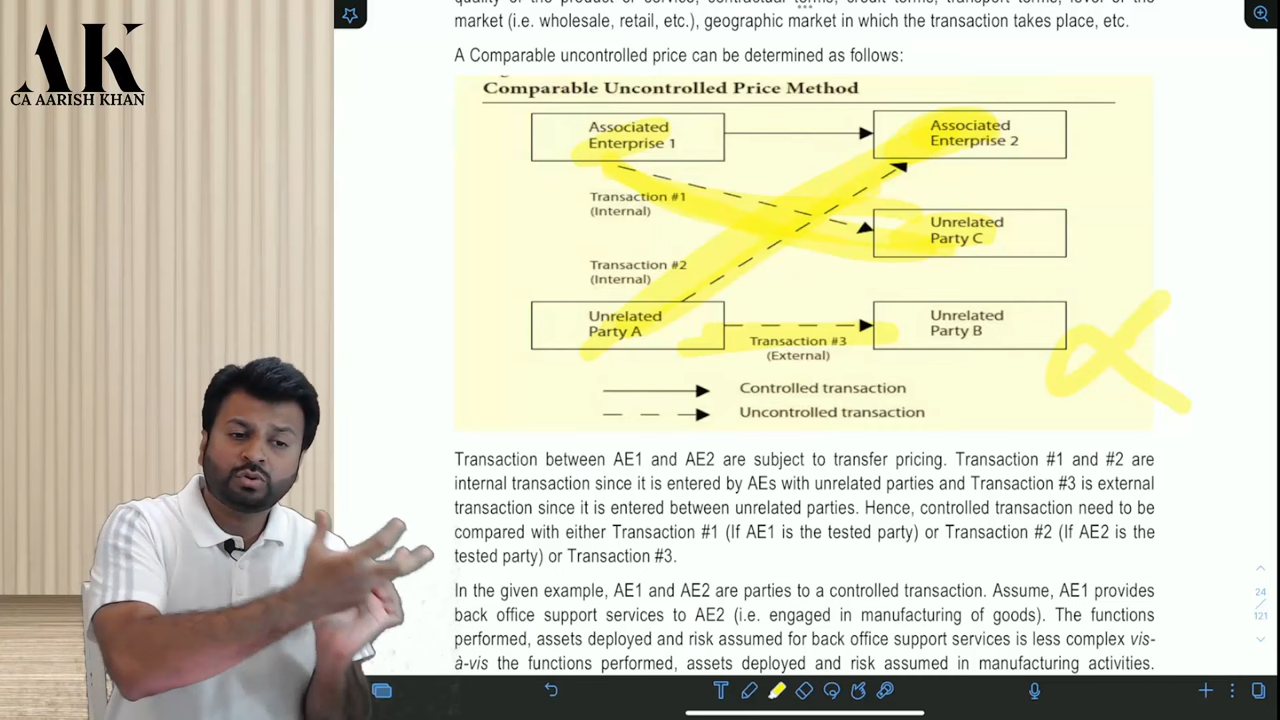 AK
CA AARISH KHAN
market (i.e. wholesale, retail, etc.), geographic market in which the transaction takes place, etc.
A Comparable uncontrolled price can be determined as follows:
Comparable Uncontrolled Price Method
Associated
Enterprise 1
Associated
Enterprise 2
Transaction #1
(Internal)
Unrelated
Party C
Transaction #2
(Internal)
Unrelated
Party A
Unrelated
Party B
Transaction #3
(External)
Controlled transaction
Uncontrolled transaction
Transaction between AE1 and AE2 are subject to transfer pricing. Transaction #1 and #2 are
internal transaction since it is entered by AEs with unrelated parties and Transaction #3 is external
transaction since it is entered between unrelated parties. Hence, controlled transaction need to be
compared with either Transaction #1 (If AE1 is the tested party) or Transaction #2 (If AE2 is the
tested party) or Transaction #3.
In the given example, AE1 and AE2 are parties to a controlled transaction. Assume, AE1 provides
back office support services to AE2 (i.e. engaged in manufacturing of goods). The functions
performed, assets deployed and risk assumed for back office support services is less complex vis-
à-vis the functions performed, assets deployed and risk assumed in manufacturing activities.
24
121